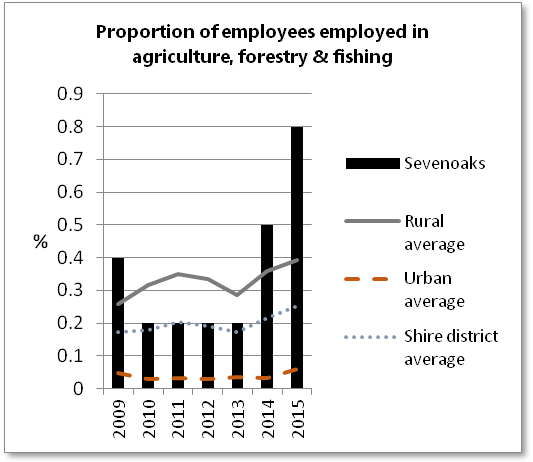 Proportion of employees employed in
agriculture, forestry & fishing
0.9
0.8
0.7
0.6
0.5
0.4
0.3
0.2
0.1
0
%
2009
2010
2011
2012
2013
2014
2015
Sevenoaks
Rural
average
Urban
average
Shire district
average